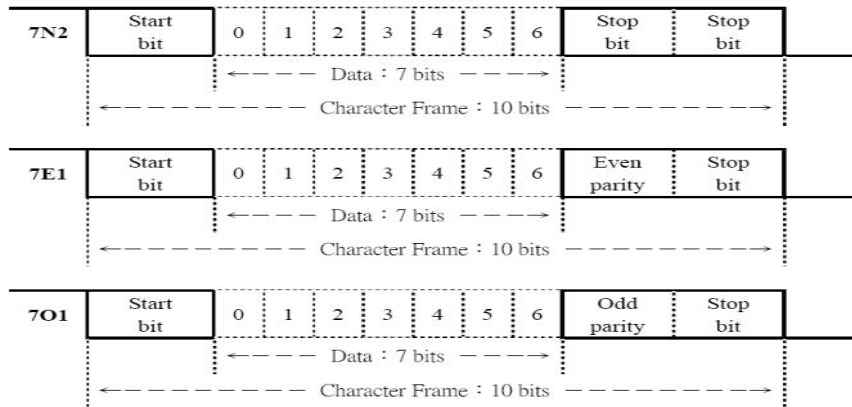 7N2 Start bit 0 1 2 3 4 5 6 Stop bit Stop bit
Data : 7 bits
Character Frame : 10 bits
7E1 Start bit 0 1 2 3 4 5 6 Even parity Stop bit
Data : 7 bits
Character Frame : 10 bits
7O1 Start bit 0 1 2 3 4 5 6 Odd parity Stop bit
Data : 7 bits
Character Frame : 10 bits